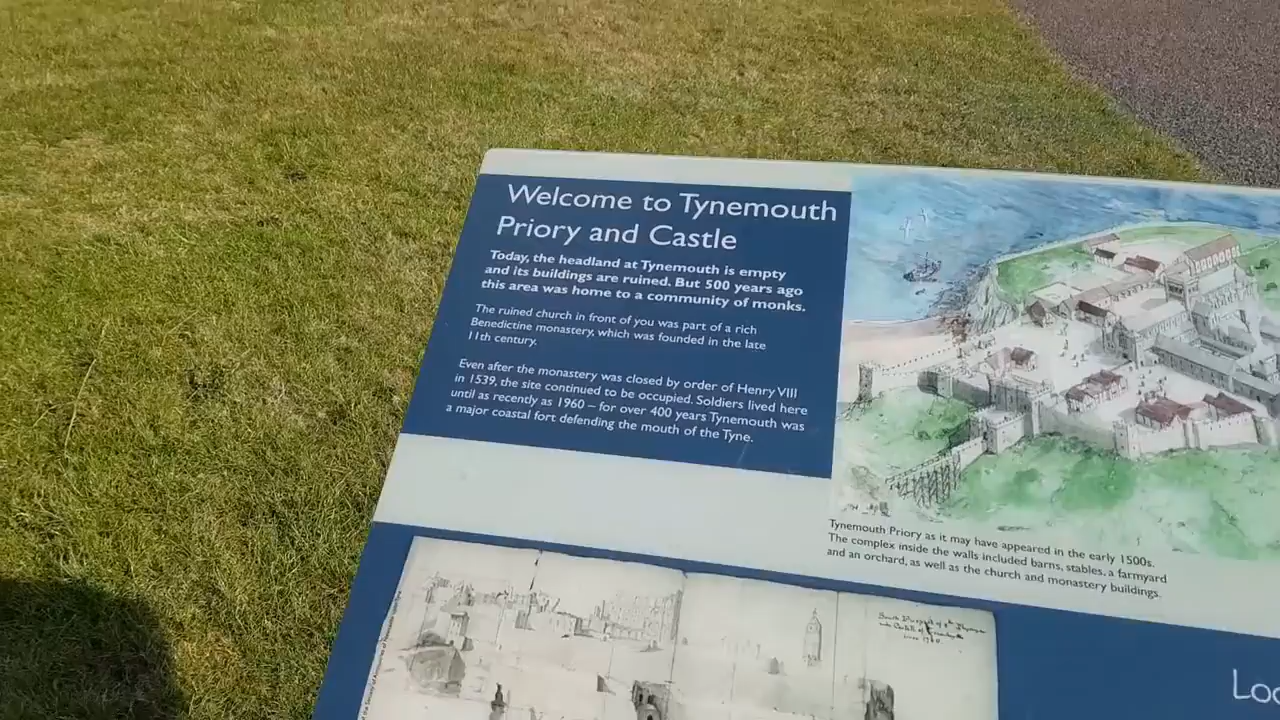 Welcome to Tynemouth
Priory and Castle
Today, the headland at Tynemouth is empty
and its buildings are ruined. But 500 years ago
this area was home to a community of monks.
The ruined church in front of you was part of a rich
Benedictine monastery, which was founded in the late
11th century.
Even after the monastery was closed by order of Henry VIII
in 1539, the site continued to be occupied. Soldiers lived here
until as recently as 1960 – for over 400 years Tynemouth was
a major coastal fort defending the mouth of the Tyne.
Tynemouth Priory as it may have appeared in the early 1500s.
The complex inside the walls included barns, stables, a farmyard
and an orchard, as well as the church and monastery buildings.